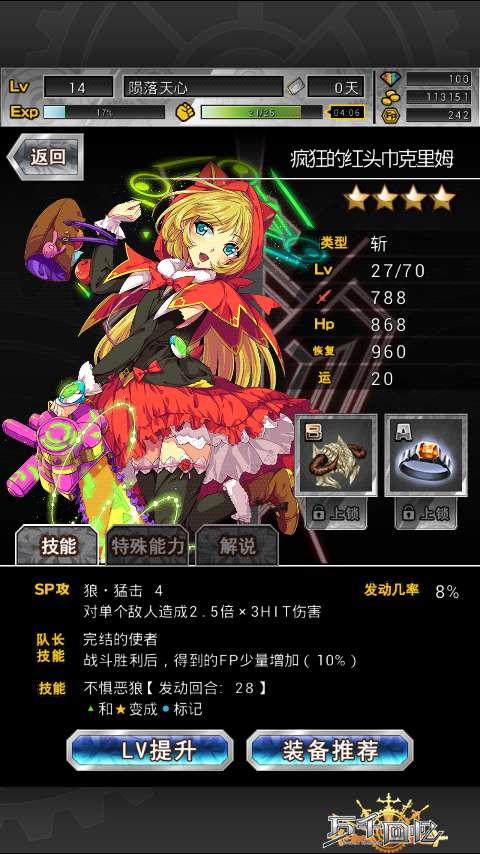 Lv 14 陨落天心 0天 100
Exp 17% 21/25 04:06 113151
242
返回
疯狂的红头巾克里姆
类型 斩
Lv 27/70
788
Hp 868
恢复 960
运 20
B A
上锁 上锁
技能 特殊能力 解说
SP攻 狼·猛击 4 发动几率 8%
对单个敌人造成2.5倍×3HIT伤害
队长技能 完结的使者
战斗胜利后，得到的FP少量增加（10%）
技能 不惧恶狼【发动回合：28】
▲和★变成●标记
LV提升 装备推荐
万千回忆